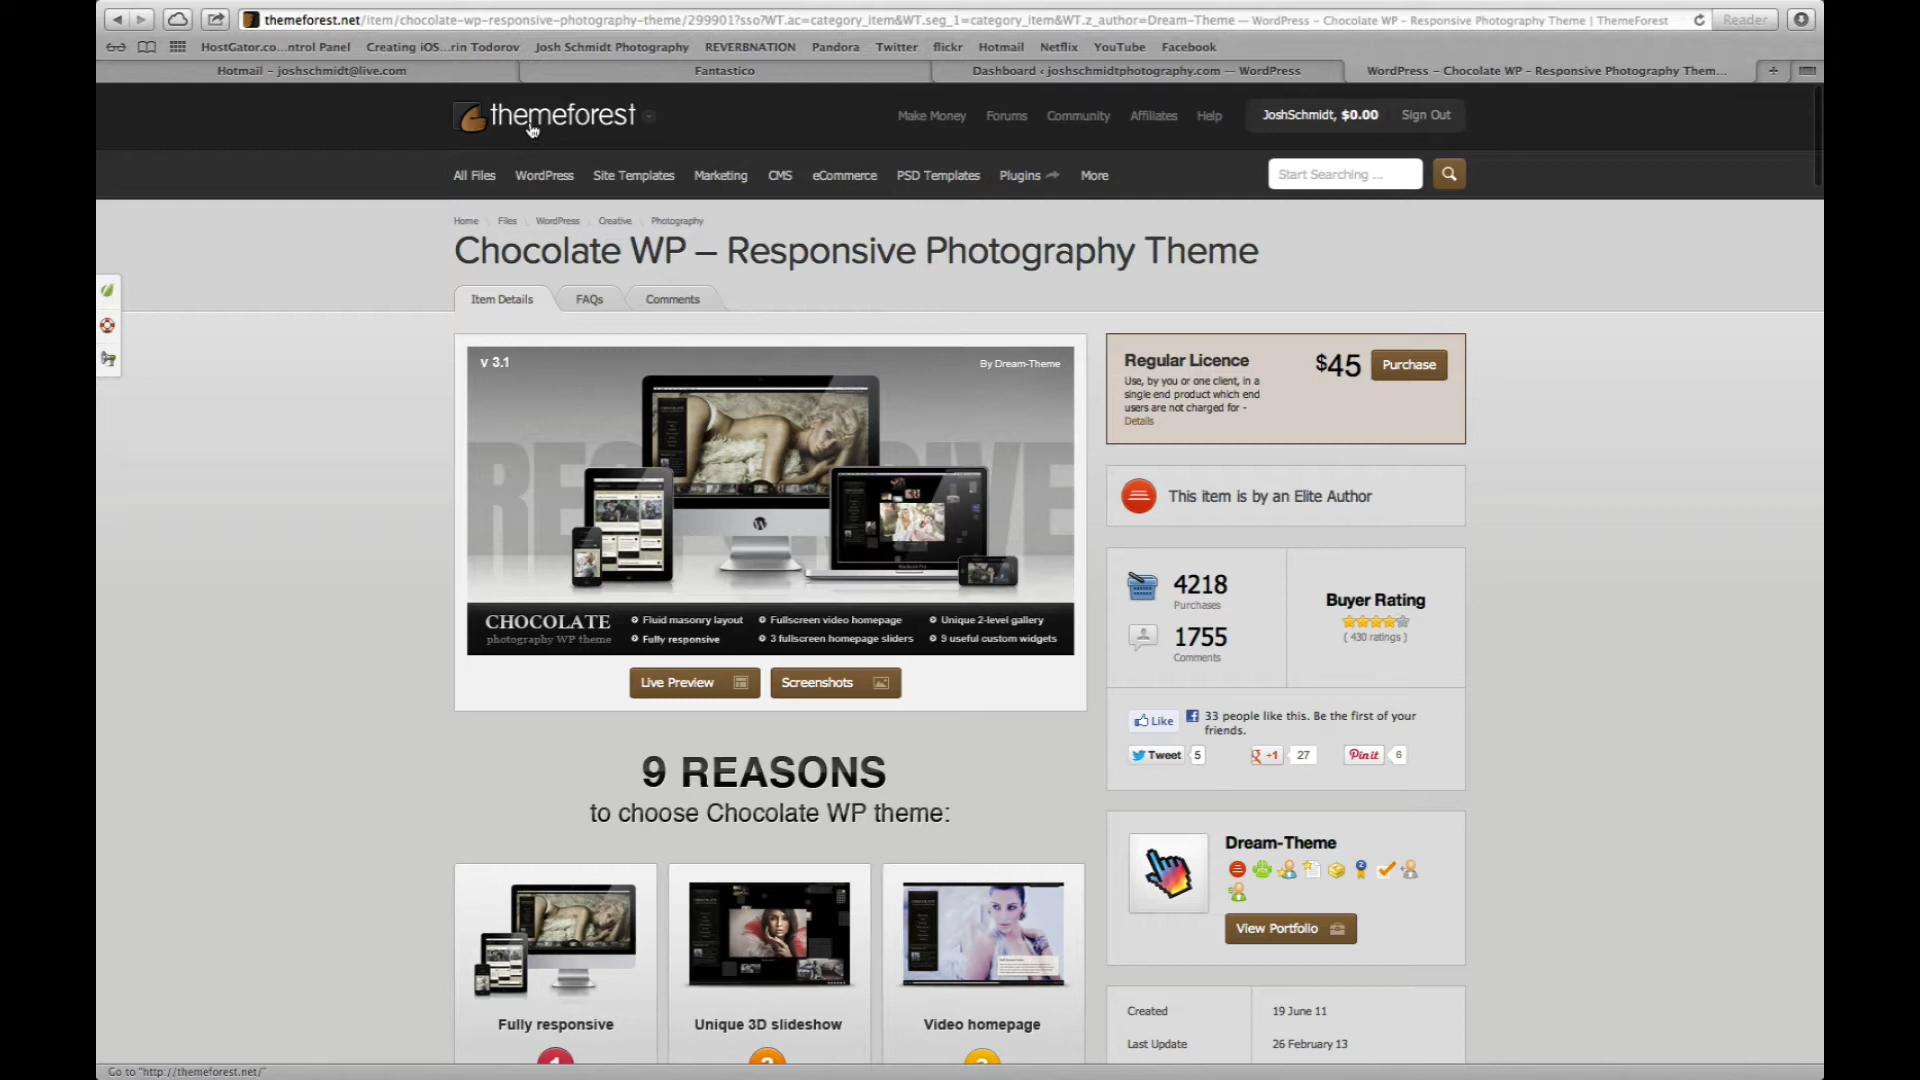 themeforest.net/item/chocolate-wp-responsive-photography-theme/299901?sso?WT.ac=category_item&WT.seg_1=category_item&WT.z_author=Dream-Theme — WordPress – Chocolate WP – Responsive Photography Theme | ThemeForest
Reader
HostGator.co...ntrol Panel Creating iOS...rin Todorov Josh Schmidt Photography REVERBNATION Pandora Twitter flickr Hotmail Netflix YouTube Facebook
Hotmail – joshschmidt@live.com
Fantastico
Dashboard ‹ joshschmidtphotography.com — WordPress
WordPress – Chocolate WP – Responsive Photography Them...
themeforest
Make Money Forums Community Affiliates Help
JoshSchmidt, $0.00 Sign Out
All Files WordPress Site Templates Marketing CMS eCommerce PSD Templates Plugins More
Start Searching ...
Home \ Files \ WordPress \ Creative \ Photography
Chocolate WP – Responsive Photography Theme
Item Details FAQs Comments
v 3.1
By Dream-Theme
RESPONSIVE
CHOCOLATE
photography WP theme
Fluid masonry layout
Fullscreen video homepage
Unique 2-level gallery
Fully responsive
3 fullscreen homepage sliders
9 useful custom widgets
Live Preview
Screenshots
9 REASONS
to choose Chocolate WP theme:
Fully responsive
Unique 3D slideshow
Video homepage
1
2
3
Regular Licence
$45
Purchase
Use, by you or one client, in a
single end product which end
users are not charged for -
Details
This item is by an Elite Author
4218
Purchases
1755
Comments
Buyer Rating
( 430 ratings )
Like
33 people like this. Be the first of your
friends.
Tweet 5
+1 27
Pin it 6
Dream-Theme
View Portfolio
Created 19 June 11
Last Update 26 February 13
Go to "http://themeforest.net/"